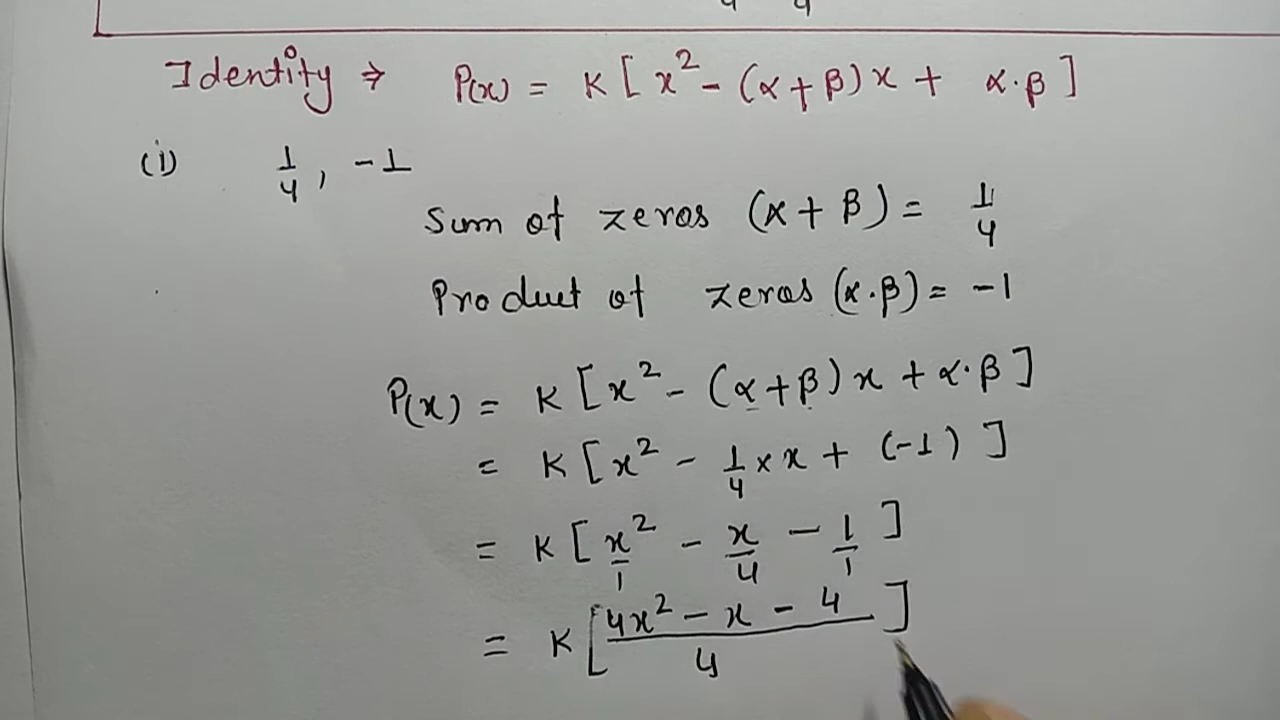 Identity ⇒ P(x) = K [ x² - (α + β) x + α·β ]
(i) 1/4, -1
Sum of zeros (α + β) = 1/4
Product of zeros (α·β) = -1
P(x) = K [ x² - (α+β) x + α·β ]
= K [ x² - 1/4 × x + (-1) ]
= K [ x²/1 - x/4 - 1/1 ]
= K [ (4x² - x - 4)/4 ]